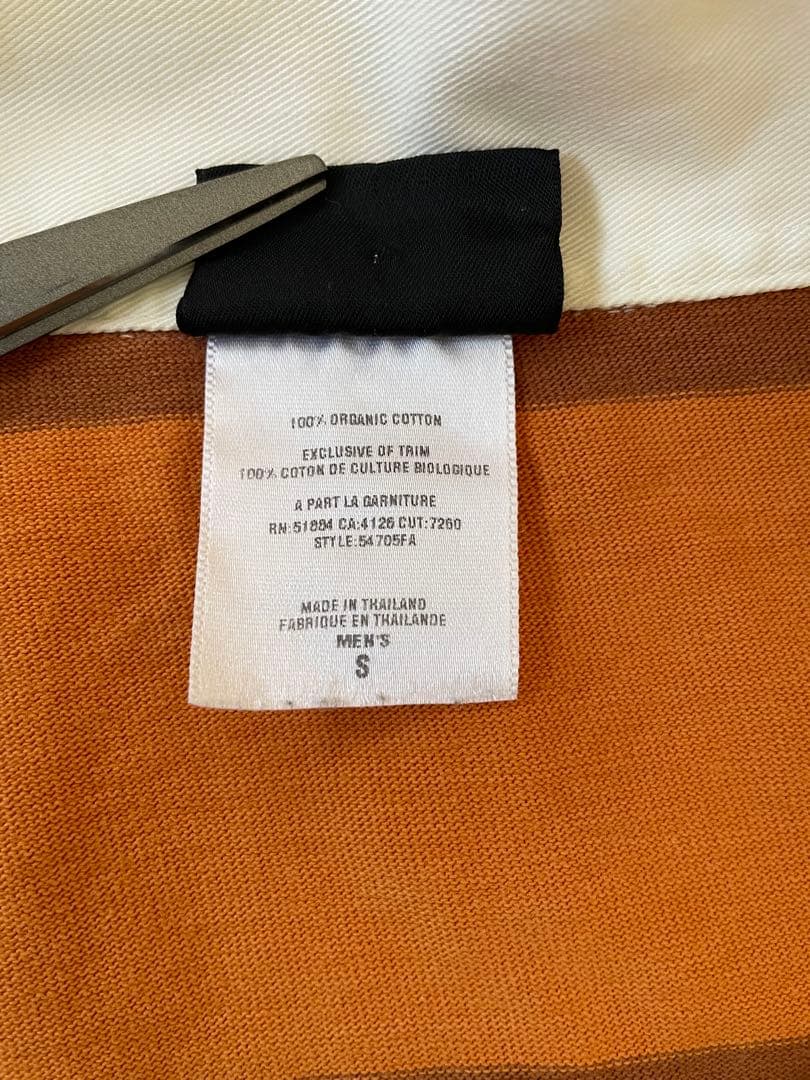 100% ORGANIC COTTON
EXCLUSIVE OF TRIM
100% COTON DE CULTURE BIOLOGIQUE
A PART LA GARNITURE
RN:51884 CA:4126 CUT:7260
STYLE:54705FA
MADE IN THAILAND
FABRIQUE EN THAILANDE
MEN'S
S